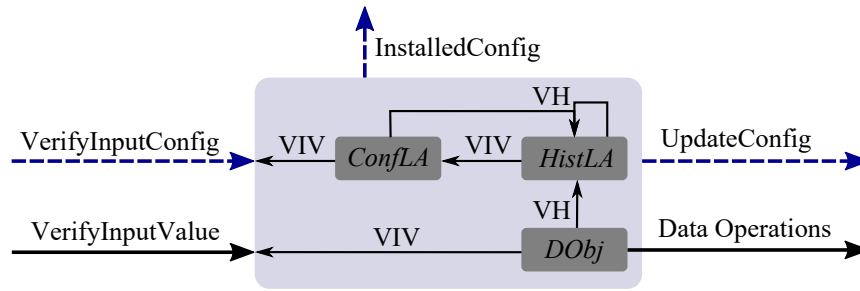 InstalledConfig
VH
VerifyInputConfig
VIV
ConfLA
VIV
HistLA
UpdateConfig
VH
VerifyInputValue
VIV
DObj
Data Operations